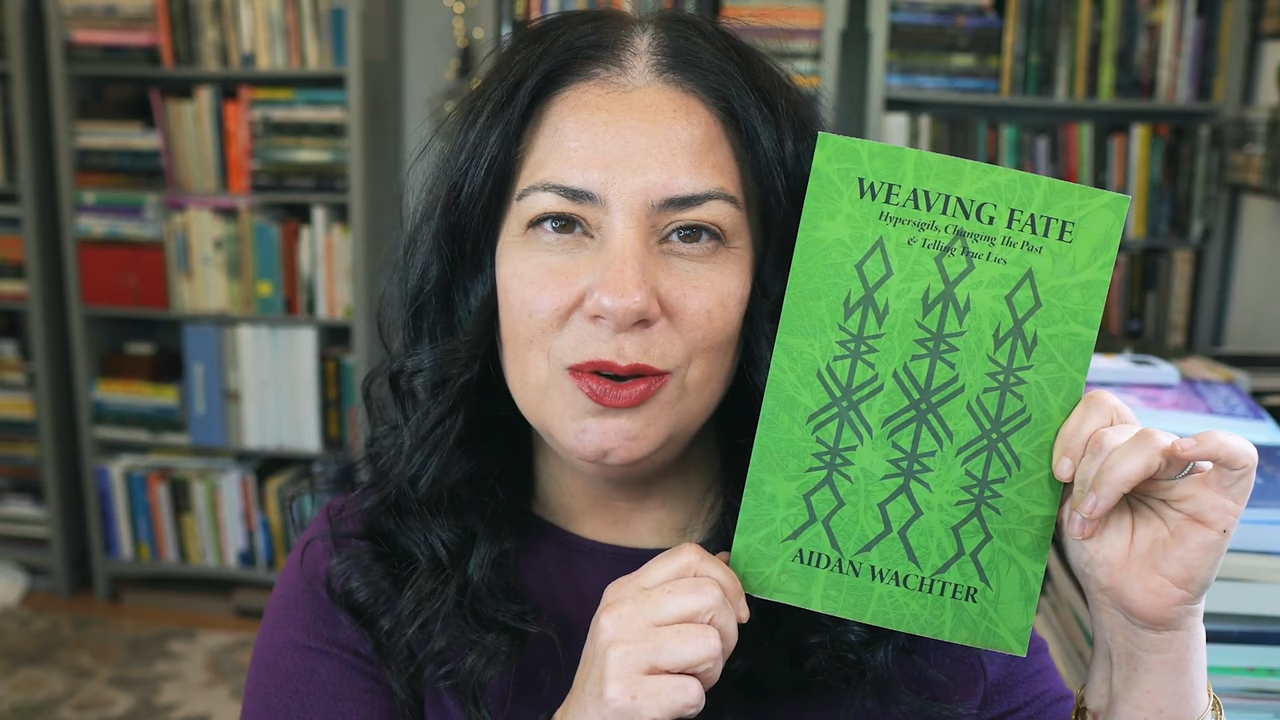 WEAVING FATE
Hypersigils, Changing The Past
& Telling True Lies
AIDAN WACHTER